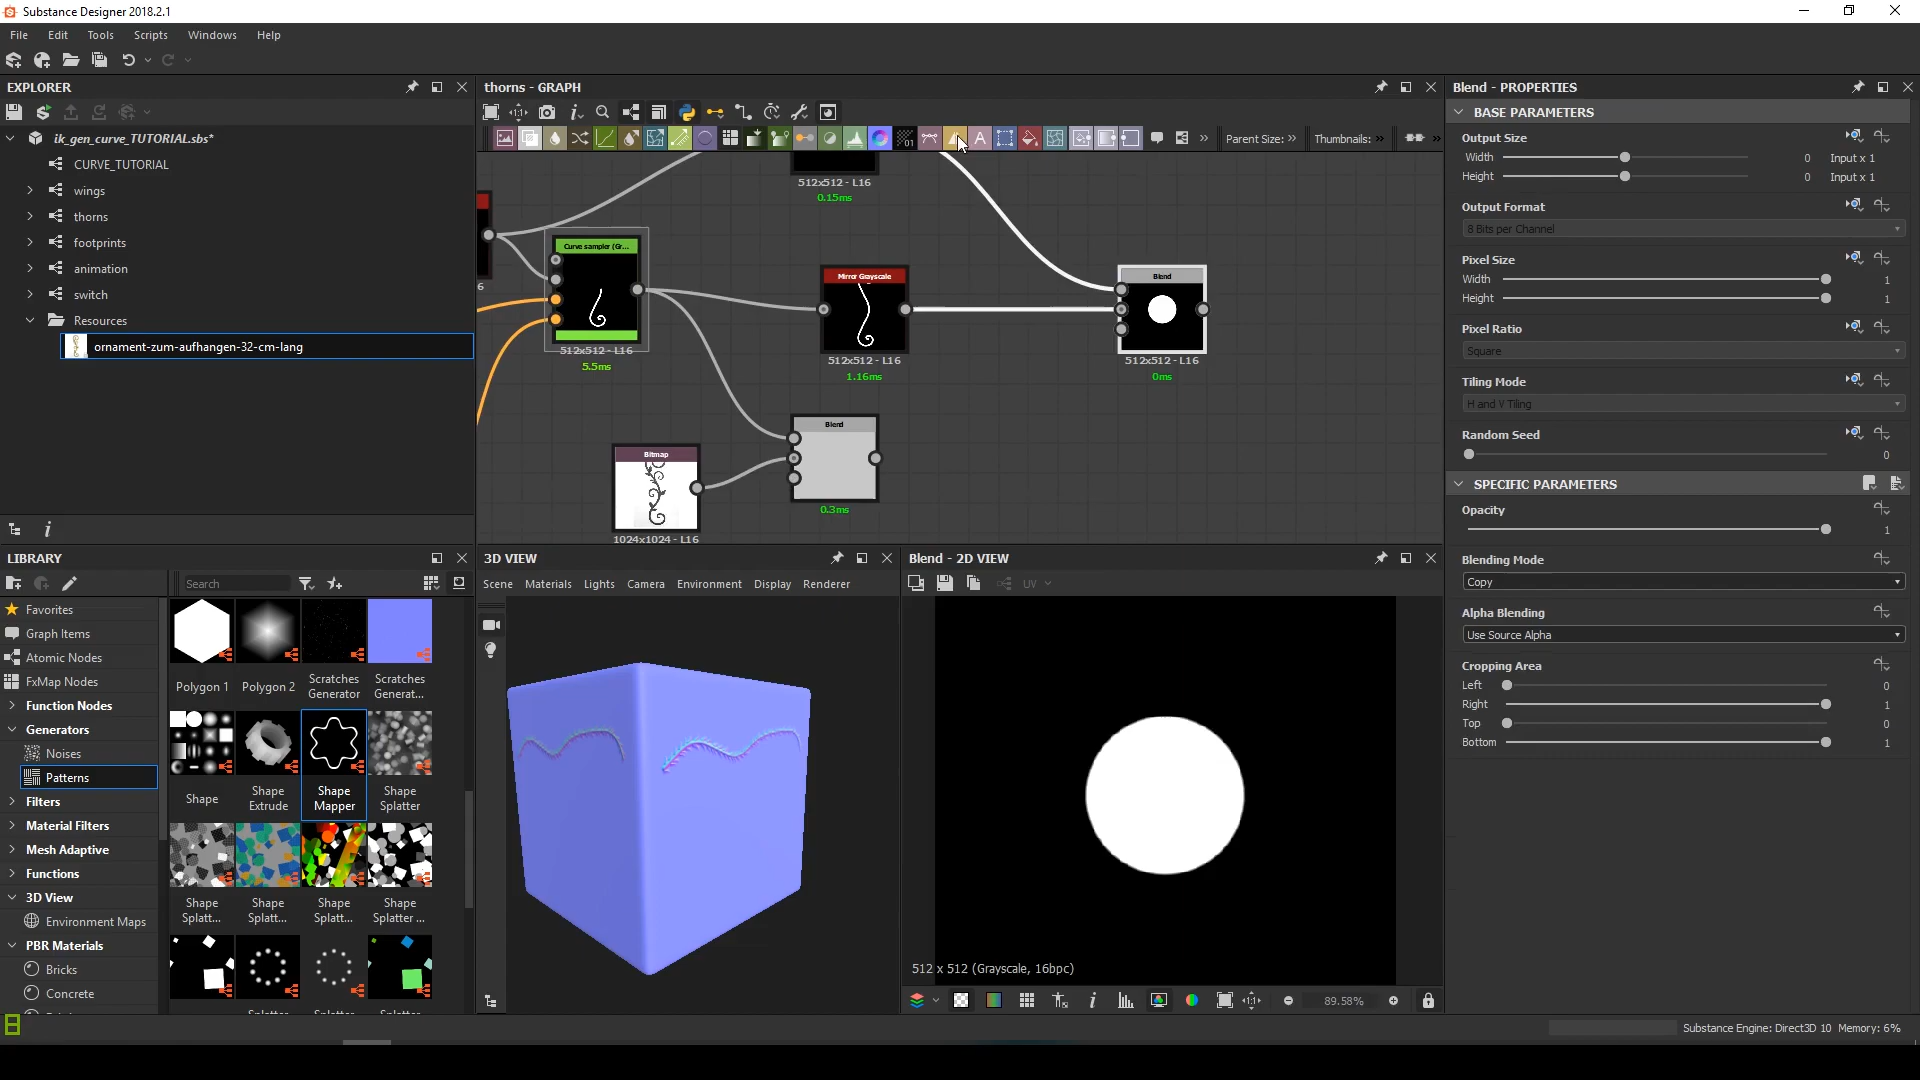 Substance Designer 2018.2.1
File Edit Tools Scripts Windows Help
EXPLORER
ik_gen_curve_TUTORIAL.sbs*
CURVE_TUTORIAL
wings
thorns
footprints
animation
switch
Resources
ornament-zum-aufhangen-32-cm-lang
thorns - GRAPH
Parent Size: Thumbnails:
512x512 - L16
0.15ms
Curve sampler (Gr...
512x512 - L16
5.5ms
6
Mirror Grayscale
512x512 - L16
1.16ms
Blend
512x512 - L16
0ms
Bitmap
1024x1024 - L16
Blend
0.3ms
Blend - PROPERTIES
BASE PARAMETERS
Output Size
Width 0 Input x 1
Height 0 Input x 1
Output Format
8 Bits per Channel
Pixel Size
Width 1
Height 1
Pixel Ratio
Square
Tiling Mode
H and V Tiling
Random Seed
0
SPECIFIC PARAMETERS
Opacity
1
Blending Mode
Copy
Alpha Blending
Use Source Alpha
Cropping Area
Left 0
Right 1
Top 0
Bottom 1
LIBRARY
Search
Favorites
Graph Items
Atomic Nodes
FxMap Nodes
Function Nodes
Generators
Noises
Patterns
Filters
Material Filters
Mesh Adaptive
Functions
3D View
Environment Maps
PBR Materials
Bricks
Concrete
Polygon 1
Polygon 2
Scratches Generator
Scratches Generat...
Shape
Shape Extrude
Shape Mapper
Shape Splatter
Shape Splatt...
Shape Splatt...
Shape Splatt...
Shape Splatter ...
3D VIEW
Scene Materials Lights Camera Environment Display Renderer
Blend - 2D VIEW
UV
512 x 512 (Grayscale, 16bpc)
89.58%
Substance Engine: Direct3D 10 Memory: 6%